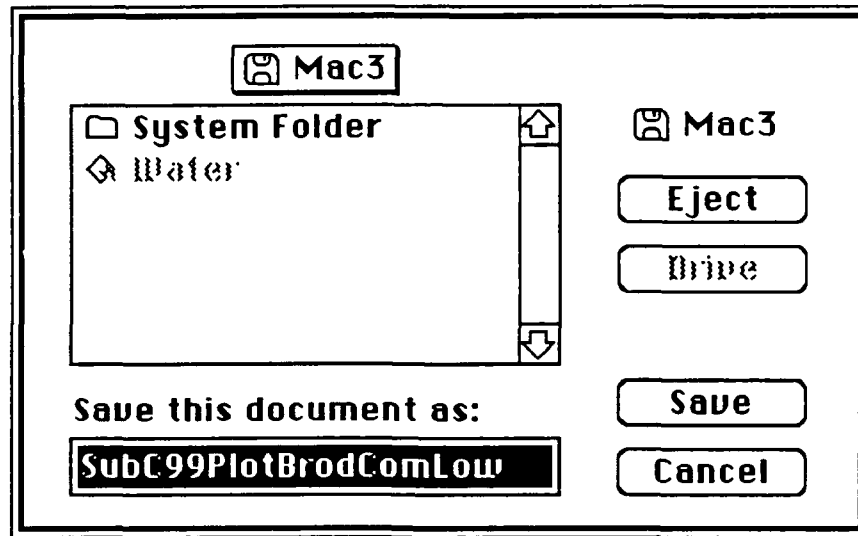 Mac3
System Folder
Water
Mac3
Eject
Drive
Save this document as:
SubC99PlotBrodComLow
Save
Cancel